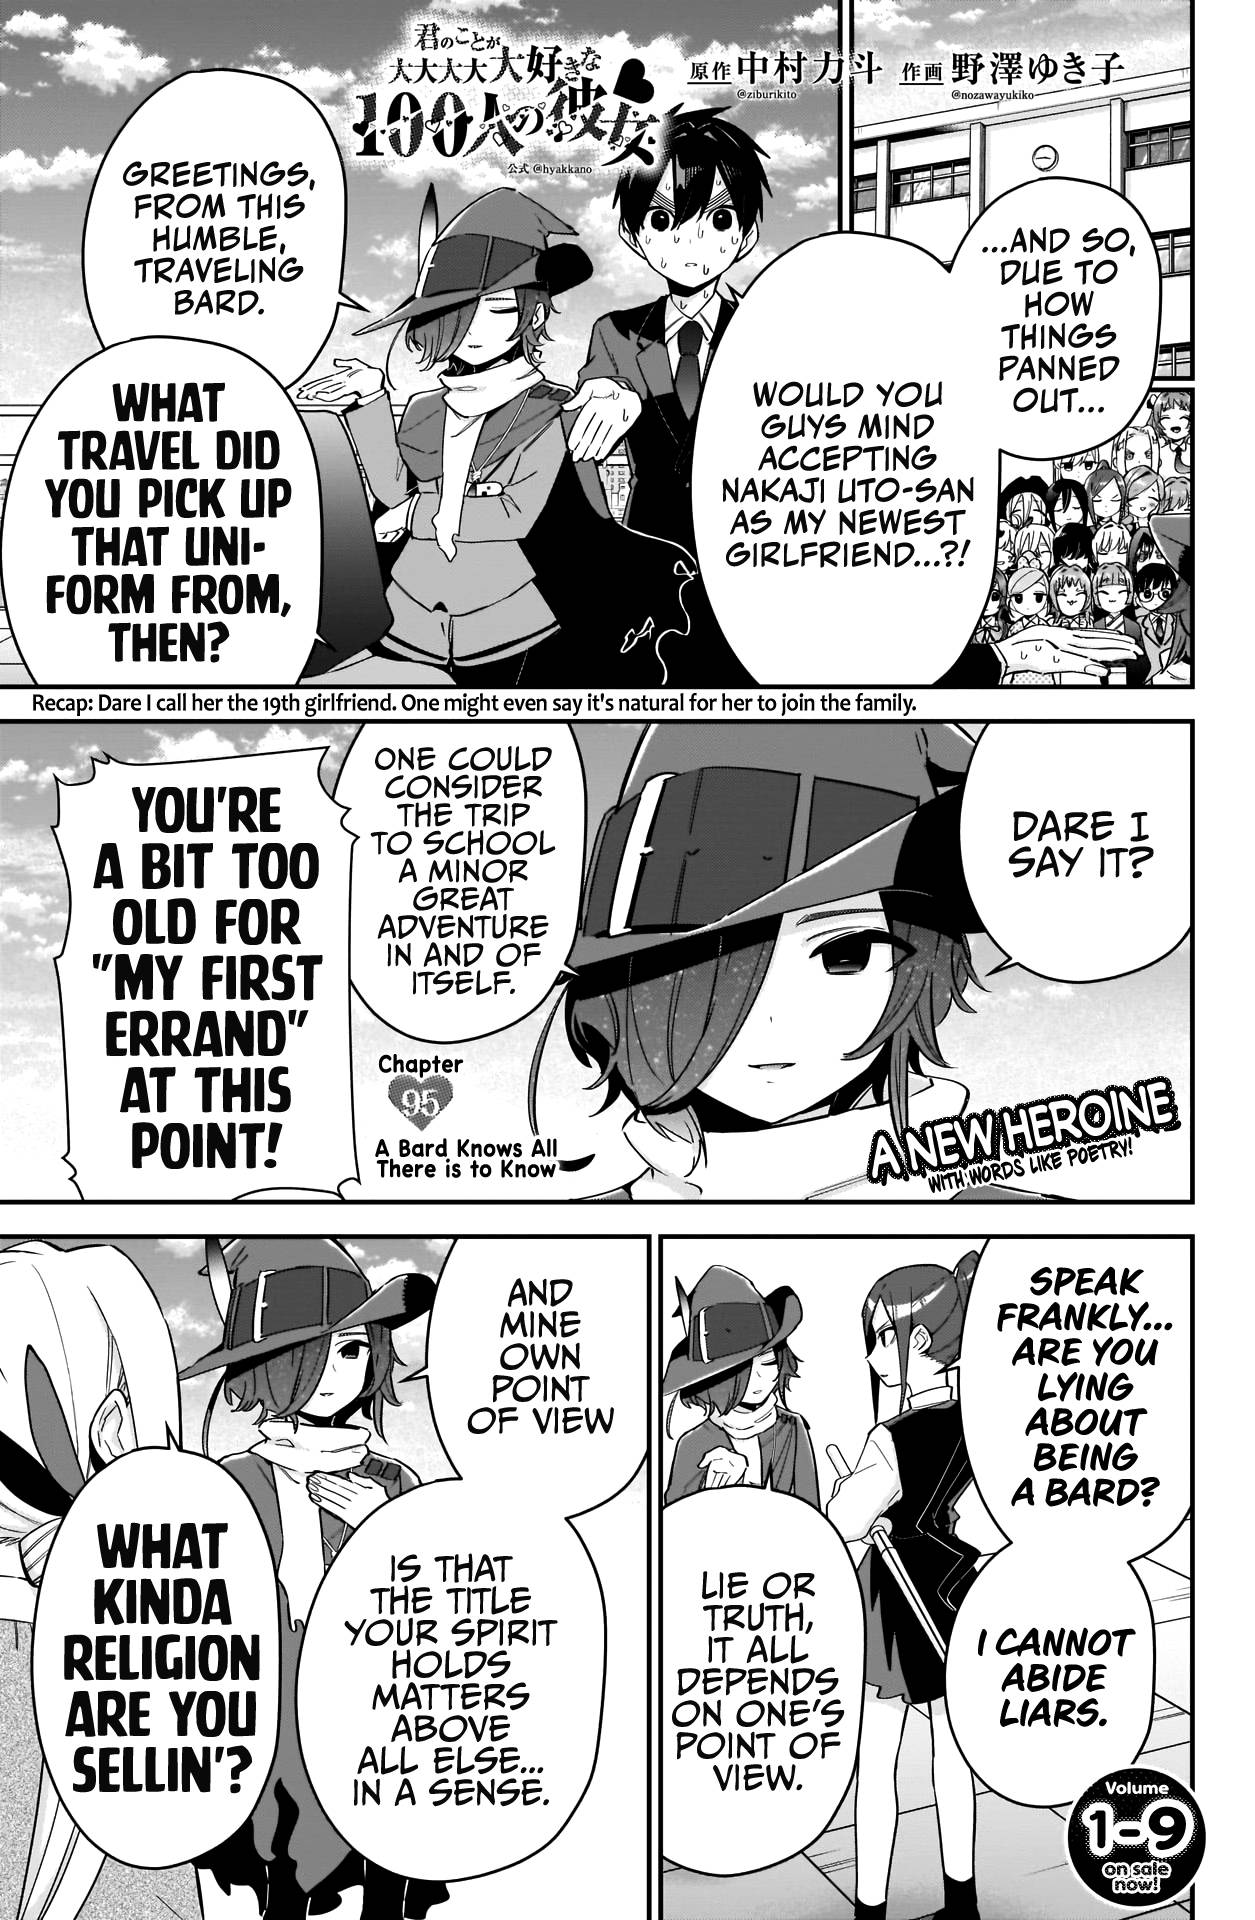 君のことが
大大大大大好きな
100人の彼女
公式 @hyakkano
原作 中村力斗
@ziburikito
作画 野澤ゆき子
@nozawayukiko
...AND SO,
DUE TO
HOW
THINGS
PANNED
OUT...
WOULD YOU
GUYS MIND
ACCEPTING
NAKAJI UTO-SAN
AS MY NEWEST
GIRLFRIEND...?!
GREETINGS,
FROM THIS
HUMBLE,
TRAVELING
BARD.
WHAT
TRAVEL DID
YOU PICK UP
THAT UNI-
FORM FROM,
THEN?
Recap: Dare I call her the 19th girlfriend. One might even say it's natural for her to join the family.
DARE I
SAY IT?
ONE COULD
CONSIDER
THE TRIP
TO SCHOOL
A MINOR
GREAT
ADVENTURE
IN AND OF
ITSELF.
YOU'RE
A BIT TOO
OLD FOR
"MY FIRST
ERRAND"
AT THIS
POINT!
Chapter
95
A Bard Knows All
There is to Know
A NEW HEROINE
WITH WORDS LIKE POETRY!
SPEAK
FRANKLY...
ARE YOU
LYING
ABOUT
BEING
A BARD?
I CANNOT
ABIDE
LIARS.
LIE OR
TRUTH,
IT ALL
DEPENDS
ON ONE'S
POINT OF
VIEW.
AND
MINE
OWN
POINT
OF VIEW
IS THAT
THE TITLE
YOUR SPIRIT
HOLDS
MATTERS
ABOVE
ALL ELSE...
IN A SENSE.
WHAT
KINDA
RELIGION
ARE YOU
SELLIN'?
Volume
1-9
on sale
now!